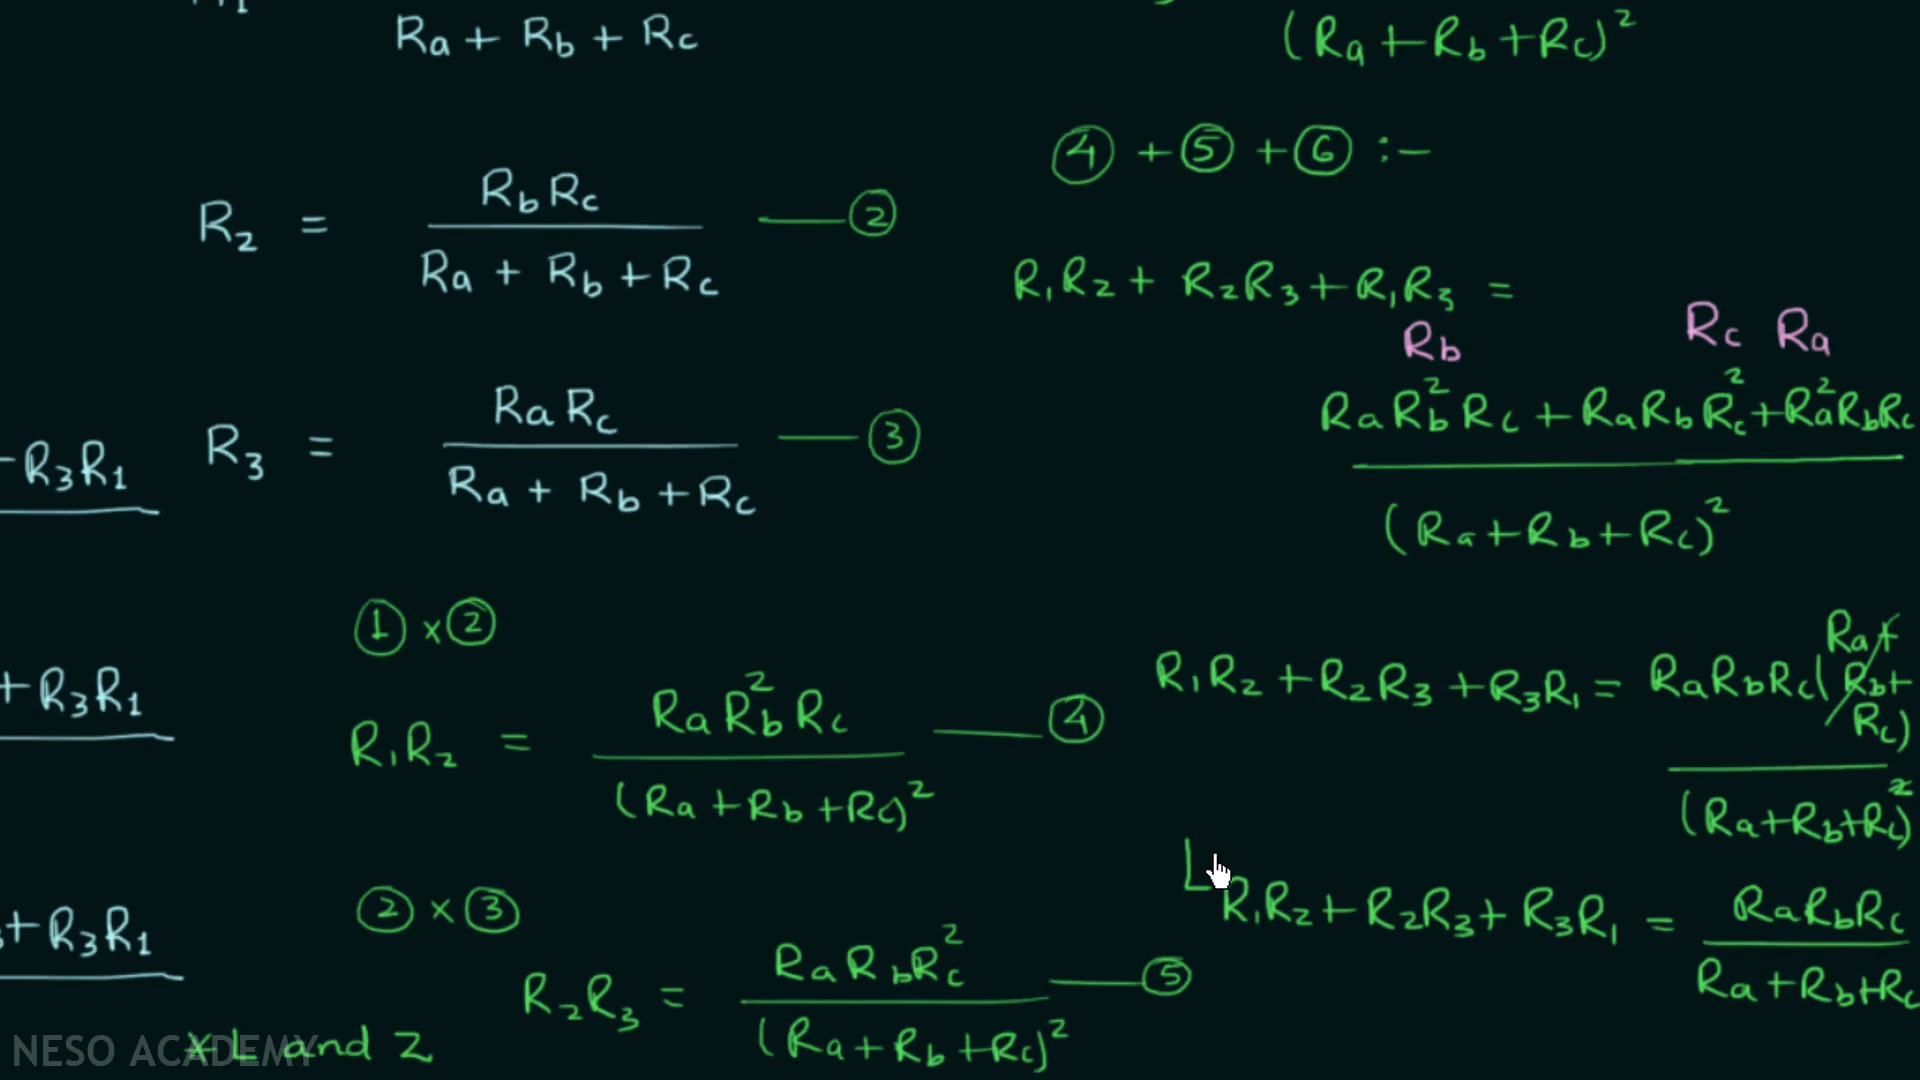 Ra + Rb + Rc
R2 = RbRc / (Ra + Rb + Rc) —— ②
R3 = RaRc / (Ra + Rb + Rc) —— ③
R3R1
+R3R1
+R3R1
① x ②
R1R2 = RaRb²Rc / (Ra + Rb + Rc)² —— ④
② x ③
R2R3 = RaRbRc² / (Ra + Rb + Rc)² —— ⑤
x L and 2
NESO ACADEMY
(Ra + Rb + Rc)²
④ + ⑤ + ⑥ :-
R1R2 + R2R3 + R1R3 =
Rb Rc Ra
RaRb²Rc + RaRbRc² + Ra²RbRc
(Ra + Rb + Rc)²
R1R2 + R2R3 + R3R1 = RaRbRc(Ra+Rb+Rc) / (Ra+Rb+Rc)²
R1R2 + R2R3 + R3R1 = RaRbRc / (Ra+Rb+Rc